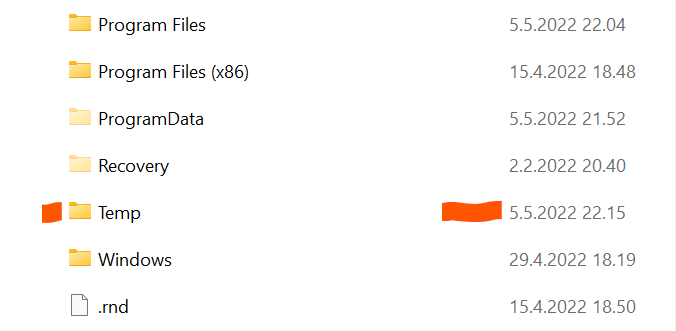 Program Files 5.5.2022 22.04
Program Files (x86) 15.4.2022 18.48
ProgramData 5.5.2022 21.52
Recovery 2.2.2022 20.40
Temp 5.5.2022 22.15
Windows 29.4.2022 18.19
.rnd 15.4.2022 18.50